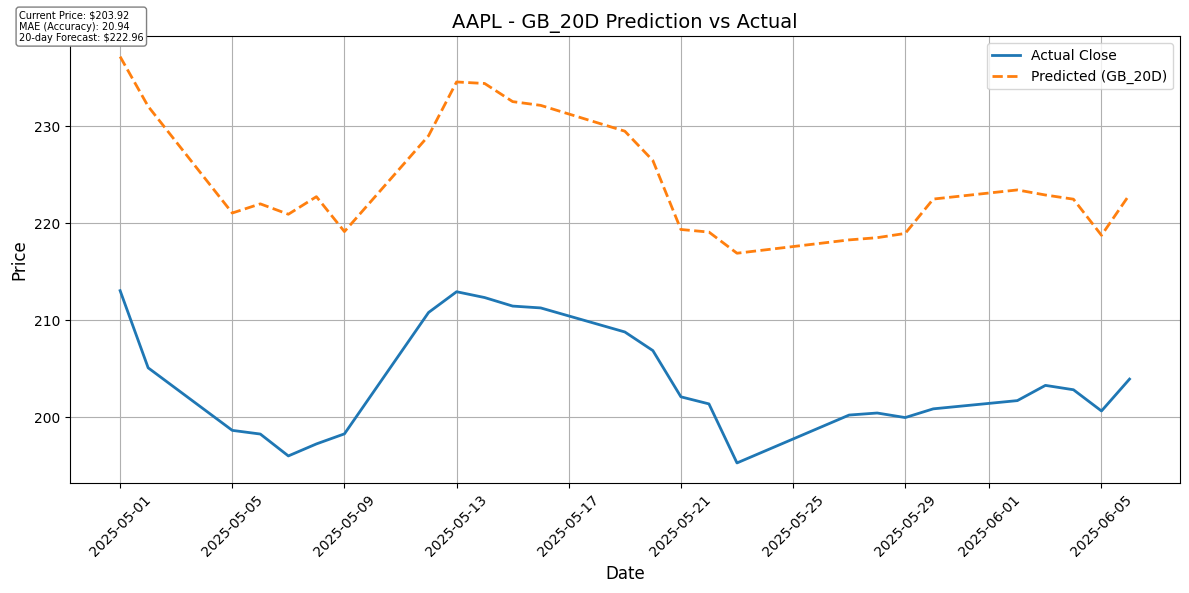 AAPL - GB_20D Prediction vs Actual
Current Price: $203.92
MAE (Accuracy): 20.94
20-day Forecast: $222.96
Actual Close
Predicted (GB_20D)
Price
230
220
210
200
2025-05-01
2025-05-05
2025-05-09
2025-05-13
2025-05-17
2025-05-21
2025-05-25
2025-05-29
2025-06-01
2025-06-05
Date